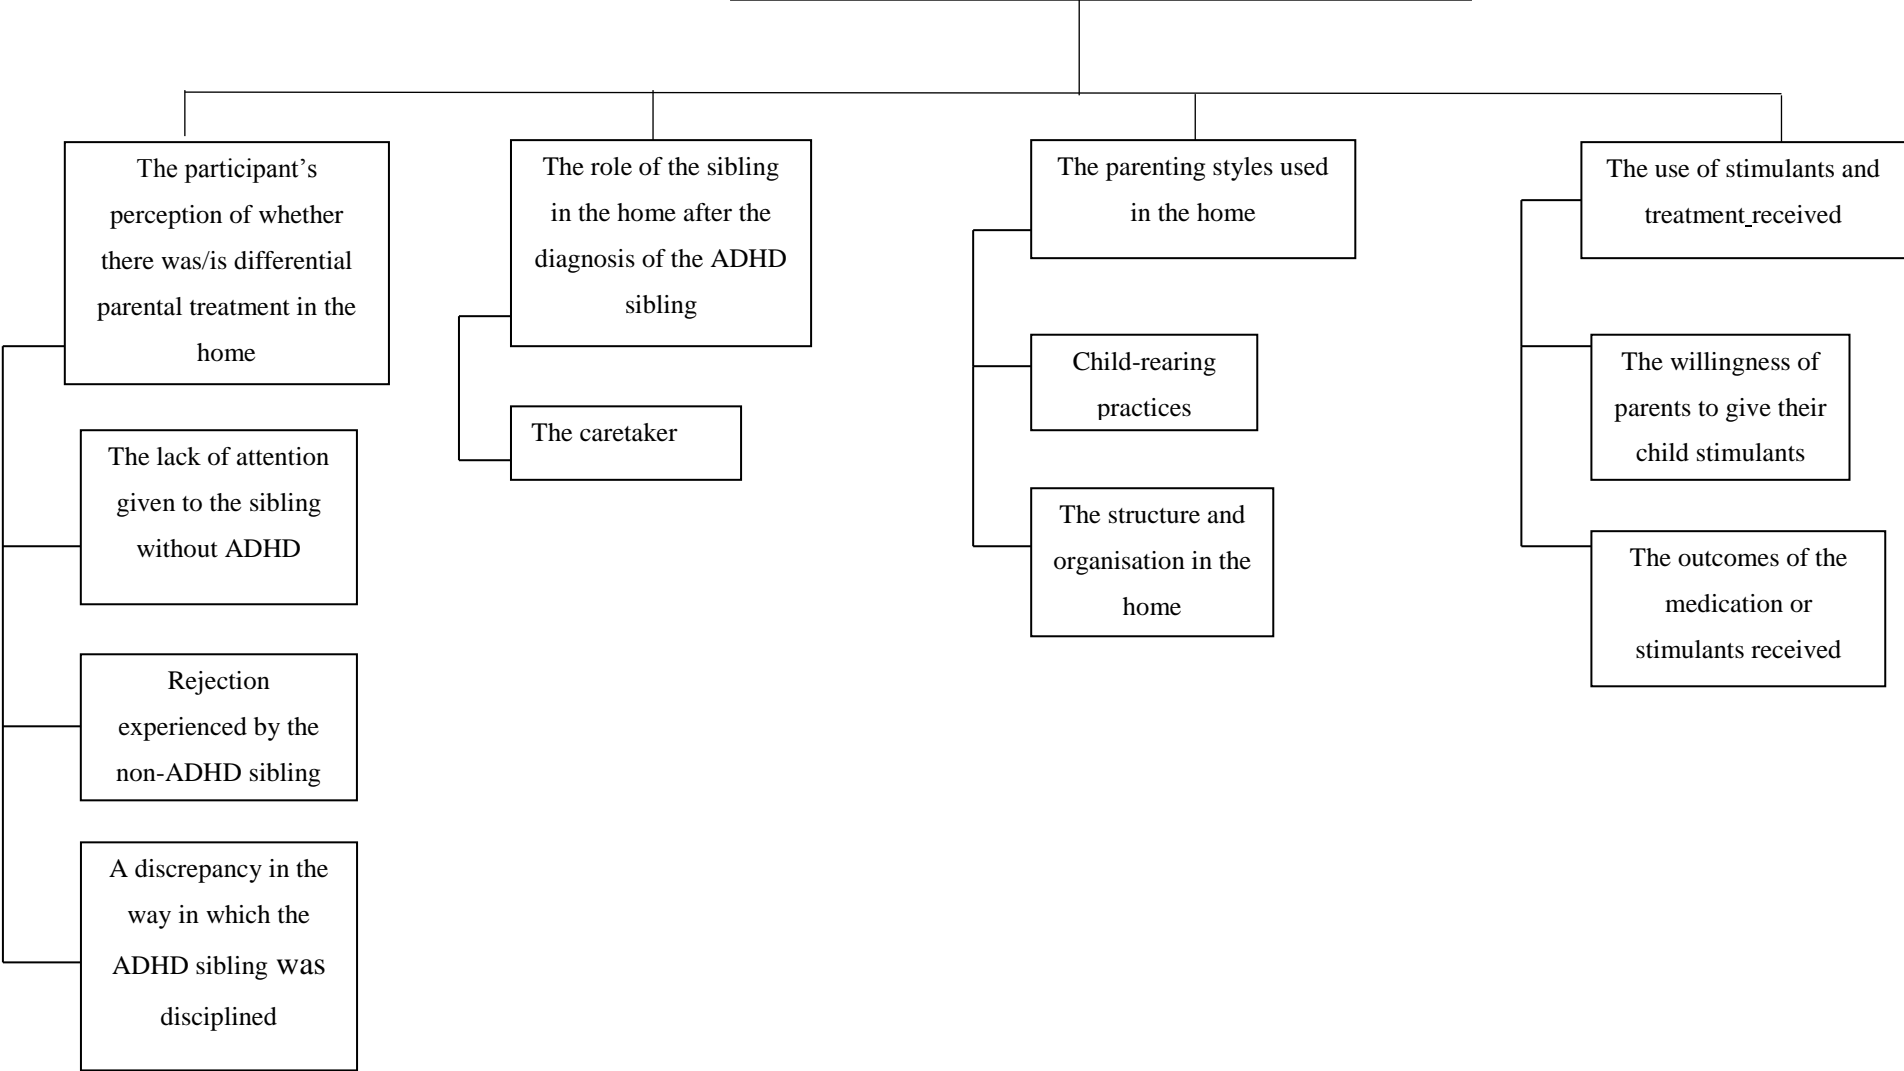 The participant’s
perception of whether
there was/is differential
parental treatment in the
home
The lack of attention
given to the sibling
without ADHD
Rejection
experienced by the
non-ADHD sibling
A discrepancy in the
way in which the
ADHD sibling was
disciplined
The role of the sibling
in the home after the
diagnosis of the ADHD
sibling
The caretaker
The parenting styles used
in the home
Child-rearing
practices
The structure and
organisation in the
home
The use of stimulants and
treatment received
The willingness of
parents to give their
child stimulants
The outcomes of the
medication or
stimulants received